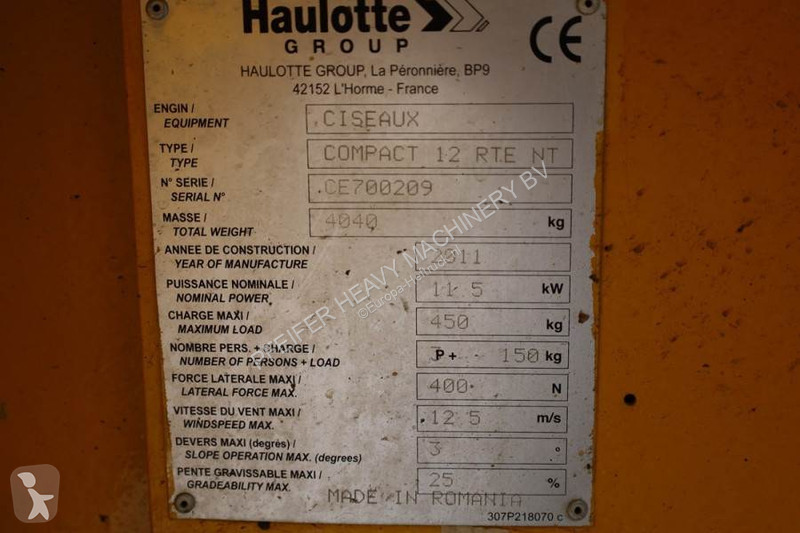 Haulotte
GROUP
CE
HAULOTTE GROUP, La Péronnière, BP9
42152 L'Horme - France
ENGIN / EQUIPMENT CISEAUX
TYPE / TYPE COMPACT 12 RTE NT
N° SERIE / SERIAL N° CE700209
MASSE / TOTAL WEIGHT 4040 kg
ANNEE DE CONSTRUCTION / YEAR OF MANUFACTURE 2011
PUISSANCE NOMINALE / NOMINAL POWER 11.5 kW
CHARGE MAXI / MAXIMUM LOAD 450 kg
NOMBRE PERS. + CHARGE / NUMBER OF PERSONS + LOAD 3 P + 150 kg
FORCE LATERALE MAXI / LATERAL FORCE MAX. 400 N
VITESSE DU VENT MAXI / WINDSPEED MAX. 12.5 m/s
DEVERS MAXI (degrés) / SLOPE OPERATION MAX. (degrees) 3 °
PENTE GRAVISSABLE MAXI / GRADEABILITY MAX. 25 %
MADE IN ROMANIA
307P218070 c
PFEIFER HEAVY MACHINERY BV